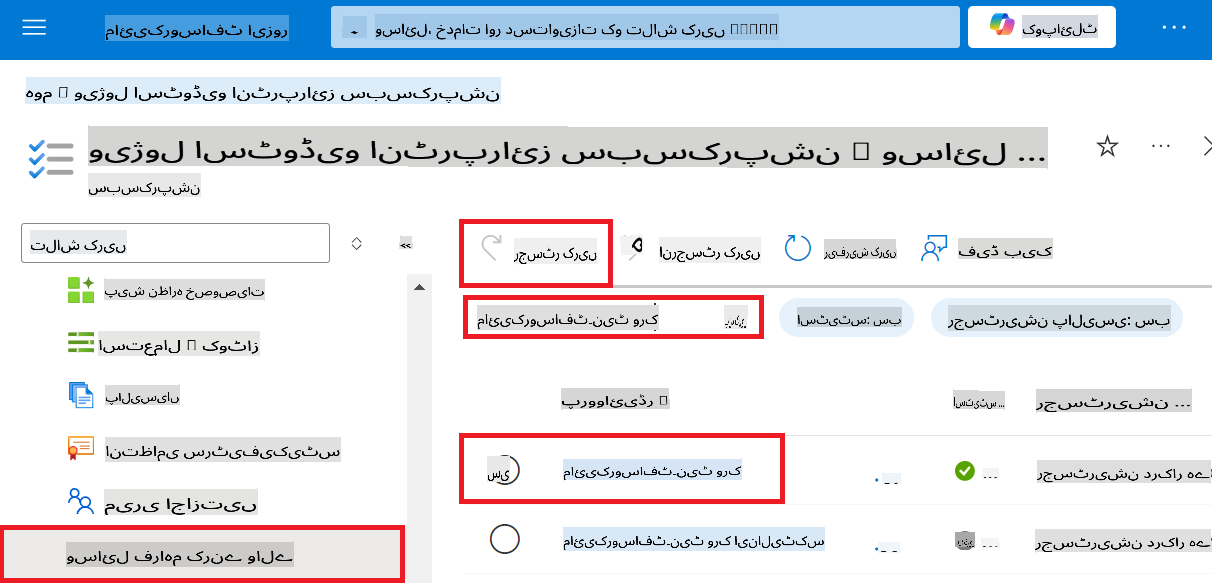 مائیکروسافٹ ایزور
وسائل، خدمات اور دستاویزات کو تلاش کریں
کوپائلٹ
ہوم > ویژول اسٹوڈیو انٹرپرائز سبسکرپشن
ویژول اسٹوڈیو انٹرپرائز سبسکرپشن | وسائل ...
سبسکرپشن
تلاش کریں
>>
رجسٹر کریں
انرجسٹر کریں
ریفریش کریں
فیڈ بیک
پیش نظارہ خصوصیات
استعمال + کوٹاز
پالیسیاں
انتظامی سرٹیفیکیٹس
میری اجازتیں
وسائل فراہم کرنے والے
مائیکروسافٹ۔نیٹ ورک
اسٹیٹس: سب
رجسٹریشن پالیسی: سب
پرووائیڈر
اسٹیٹس ...
رجسٹریشن ...
سی
مائیکروسافٹ۔نیٹ ورک
...
رجسٹریشن درکار ہے
مائیکروسافٹ۔نیٹ ورک اینالیٹکس
...
رجسٹریشن درکار ہے